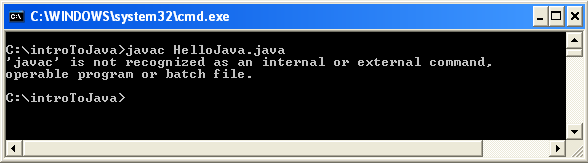 C:\WINDOWS\system32\cmd.exe
C:\introToJava>javac HelloJava.java
'javac' is not recognized as an internal or external command,
operable program or batch file.
C:\introToJava>